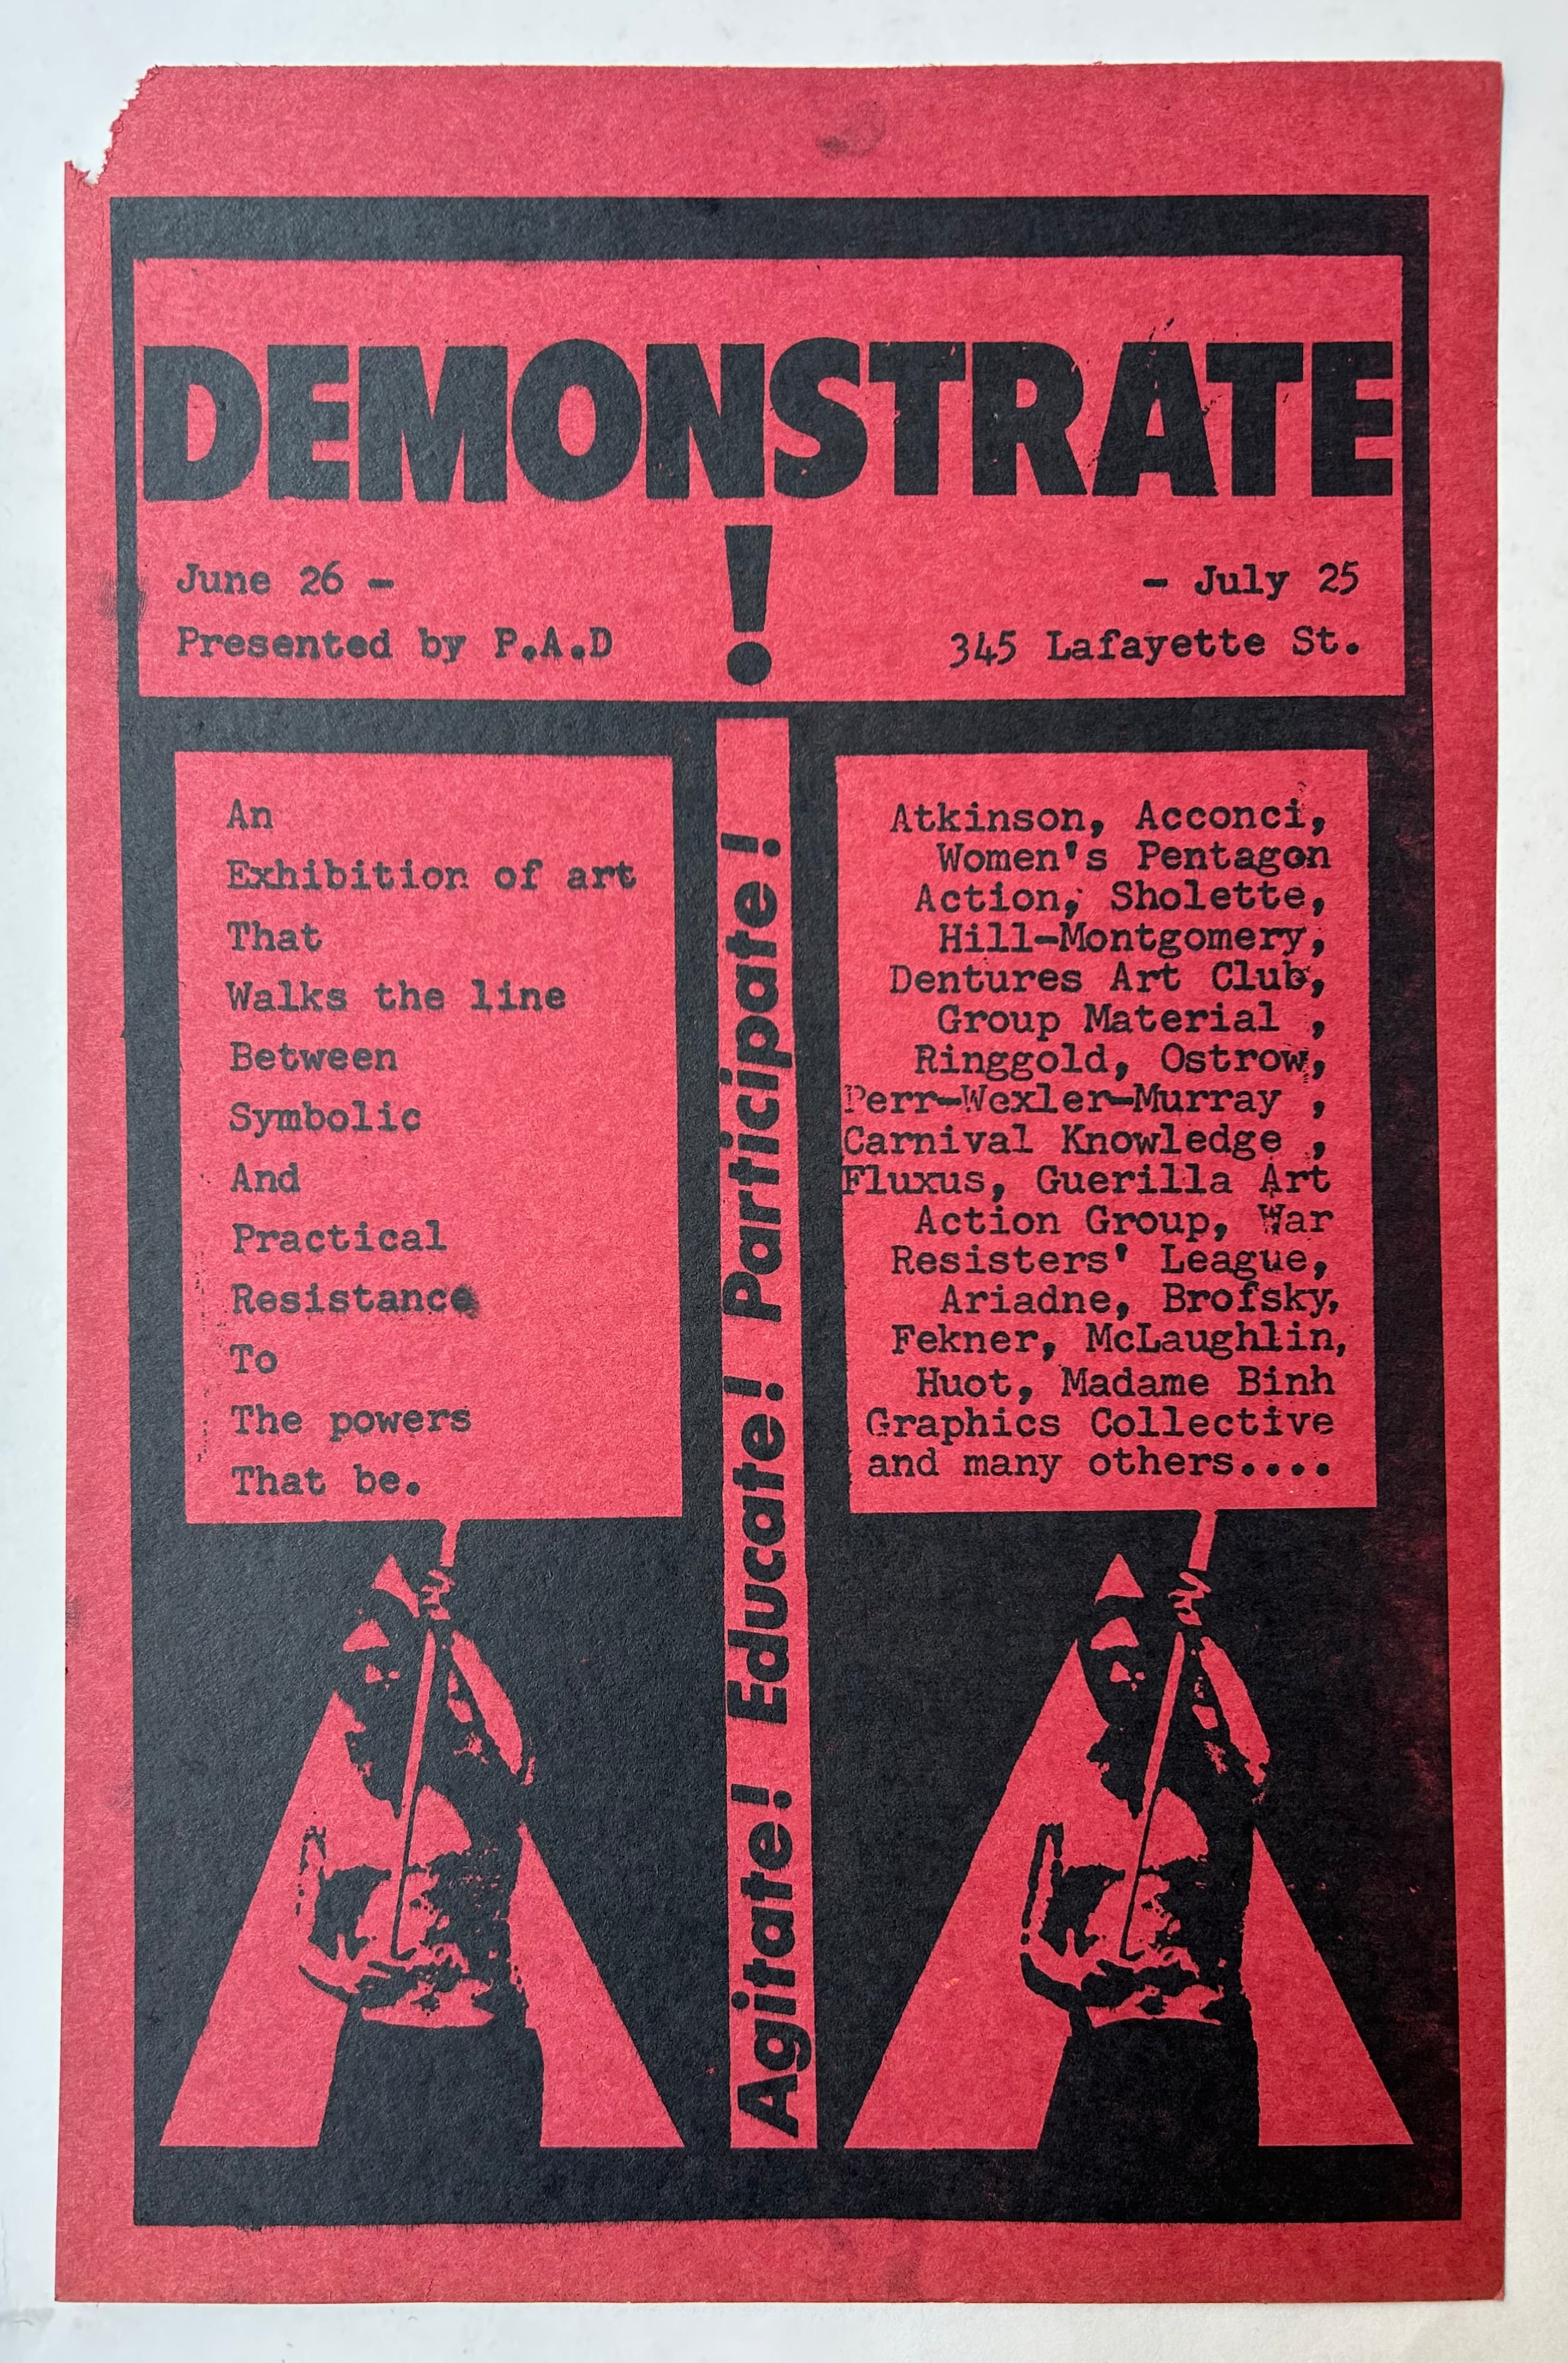 DEMONSTRATE
!
June 26 -
- July 25
Presented by P.A.D
345 Lafayette St.
An
Exhibition of art
That
Walks the line
Between
Symbolic
And
Practical
Resistance
To
The powers
That be.
Agitate! Educate! Participate!
Atkinson, Acconci,
Women's Pentagon
Action, Sholette,
Hill-Montgomery,
Dentures Art Club,
Group Material ,
Ringgold, Ostrow,
Perr-Wexler-Murray ,
Carnival Knowledge ,
Fluxus, Guerilla Art
Action Group, War
Resisters' League,
Ariadne, Brofsky,
Fekner, McLaughlin,
Huot, Madame Binh
Graphics Collective
and many others....